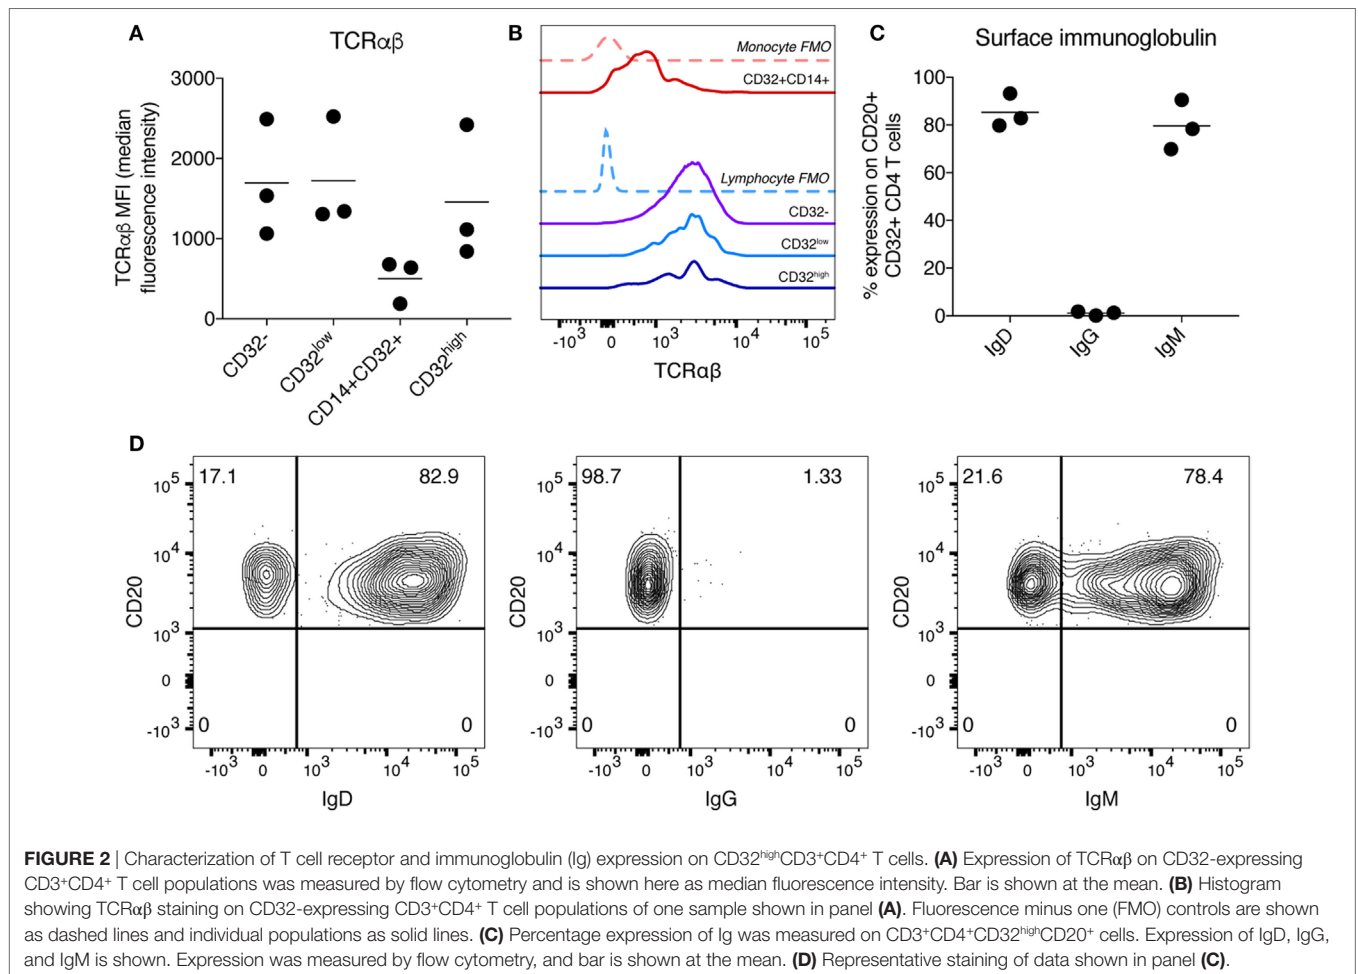 A
TCRαβ
TCRαβ MFI (median
fluorescence intensity)
3000
2000
1000
0
CD32-
CD32low
CD14+CD32+
CD32high
B
Monocyte FMO
CD32+CD14+
Lymphocyte FMO
CD32-
CD32low
CD32high
-10³ 0 10³ 10⁴ 10⁵
TCRαβ
C
Surface immunoglobulin
% expression on CD20+
CD32+ CD4 T cells
100
80
60
40
20
0
IgD
IgG
IgM
D
17.1 82.9
CD20
10⁵
10⁴
10³
0
-10³
0 0
-10³ 0 10³ 10⁴ 10⁵
IgD
98.7 1.33
CD20
10⁵
10⁴
10³
0
-10³
0 0
-10³ 0 10³ 10⁴ 10⁵
IgG
21.6 78.4
CD20
10⁵
10⁴
10³
0
-10³
0 0
-10³ 0 10³ 10⁴ 10⁵
IgM
FIGURE 2 | Characterization of T cell receptor and immunoglobulin (Ig) expression on CD32highCD3⁺CD4⁺ T cells. (A) Expression of TCRαβ on CD32-expressing
CD3⁺CD4⁺ T cell populations was measured by flow cytometry and is shown here as median fluorescence intensity. Bar is shown at the mean. (B) Histogram
showing TCRαβ staining on CD32-expressing CD3⁺CD4⁺ T cell populations of one sample shown in panel (A). Fluorescence minus one (FMO) controls are shown
as dashed lines and individual populations as solid lines. (C) Percentage expression of Ig was measured on CD3⁺CD4⁺CD32highCD20⁺ cells. Expression of IgD, IgG,
and IgM is shown. Expression was measured by flow cytometry, and bar is shown at the mean. (D) Representative staining of data shown in panel (C).